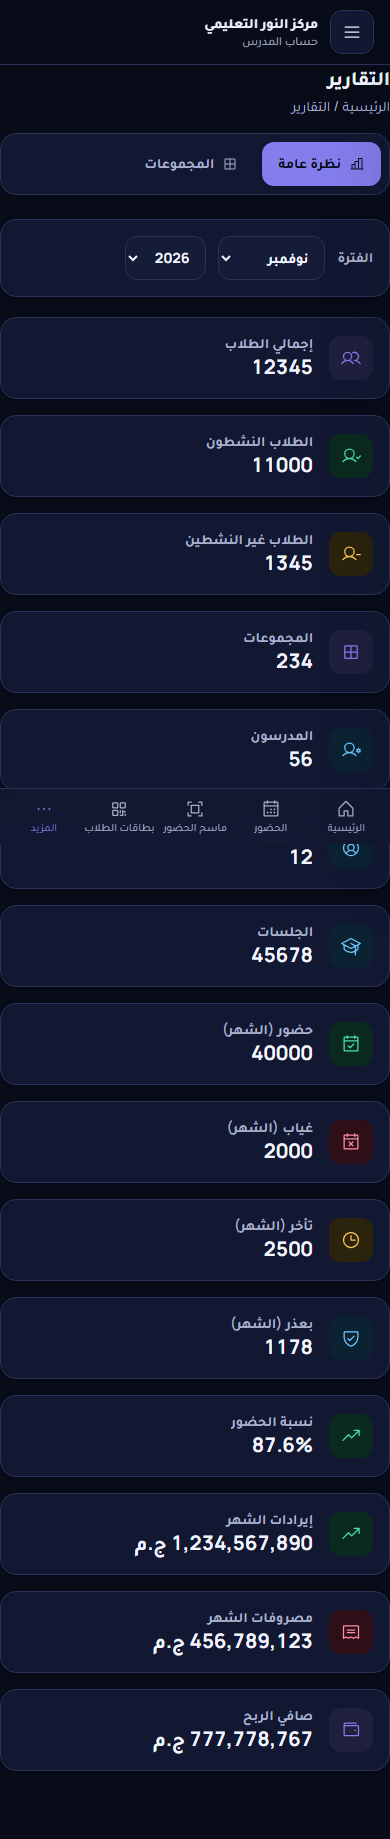 مركز النور التعليمي
حساب المدرس
التقارير
الرئيسية / التقارير
نظرة عامة
المجموعات
الفترة
نوفمبر
2026
إجمالي الطلاب
12345
الطلاب النشطون
11000
الطلاب غير النشطين
1345
المجموعات
234
المدرسون
56
الرئيسية
الحضور
ماسح الحضور
بطاقات الطلاب
المزيد
12
الجلسات
45678
حضور (الشهر)
40000
غياب (الشهر)
2000
تأخر (الشهر)
2500
بعذر (الشهر)
1178
نسبة الحضور
87.6%
إيرادات الشهر
1,234,567,890 ج.م
مصروفات الشهر
456,789,123 ج.م
صافي الربح
777,778,767 ج.م